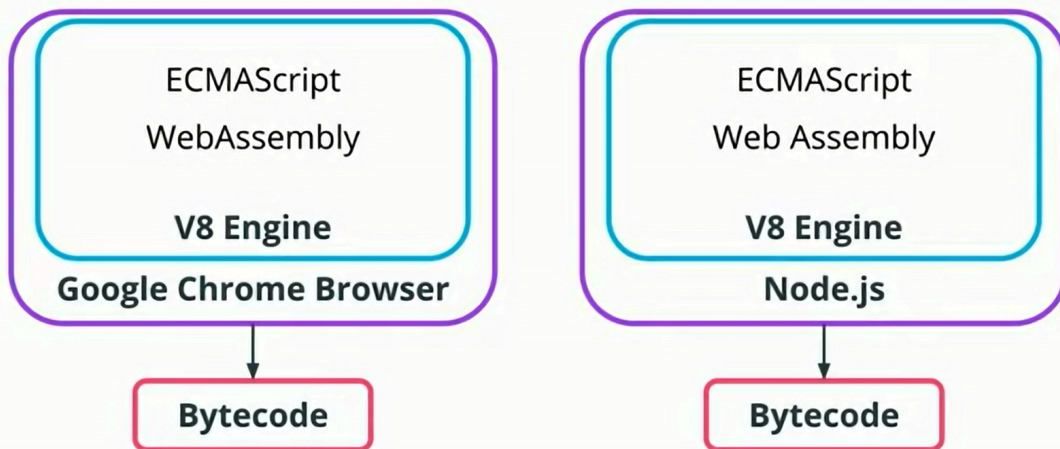 ECMAScript
WebAssembly
V8 Engine
Google Chrome Browser
Bytecode
ECMAScript
Web Assembly
V8 Engine
Node.js
Bytecode